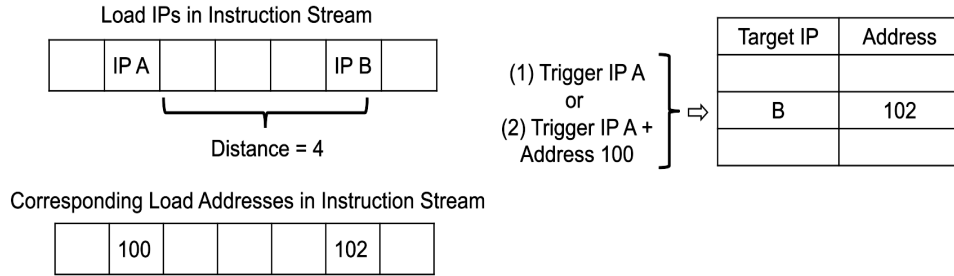 Load IPs in Instruction Stream
IP A
IP B
Distance = 4
Corresponding Load Addresses in Instruction Stream
100
102
(1) Trigger IP A
or
(2) Trigger IP A +
Address 100
⇨
Target IP
Address
B
102